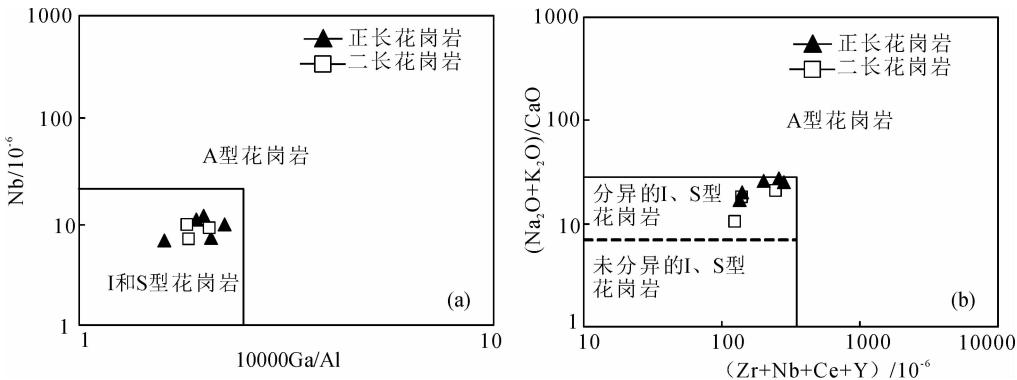 1000
100
10
1
Nb/10⁻⁶
正长花岗岩
二长花岗岩
A型花岗岩
I和S型花岗岩
(a)
1
10
10000Ga/Al
1000
100
10
1
(Na₂O+K₂O)/CaO
正长花岗岩
二长花岗岩
A型花岗岩
分异的I、S型
花岗岩
未分异的I、S型
花岗岩
(b)
10
100
1000
10000
（Zr+Nb+Ce+Y）/10⁻⁶